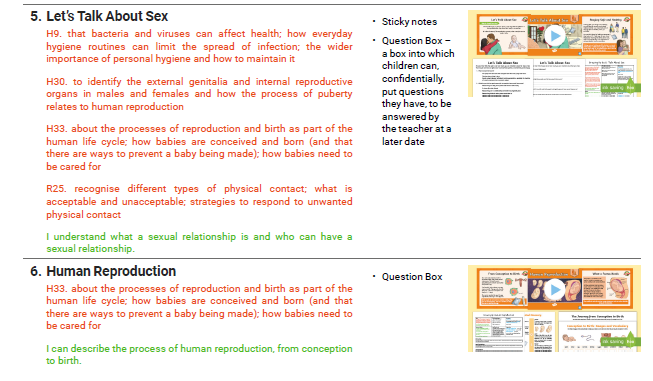 5. Let's Talk About Sex
H9. that bacteria and viruses can affect health; how everyday
hygiene routines can limit the spread of infection; the wider
importance of personal hygiene and how to maintain it
H30. to identify the external genitalia and internal reproductive
organs in males and females and how the process of puberty
relates to human reproduction
H33. about the processes of reproduction and birth as part of the
human life cycle; how babies are conceived and born (and that
there are ways to prevent a baby being made); how babies need to
be cared for
R25. recognise different types of physical contact; what is
acceptable and unacceptable; strategies to respond to unwanted
physical contact
I understand what a sexual relationship is and who can have a
sexual relationship.
• Sticky notes
• Question Box –
a box into which
children can,
confidentially,
put questions
they have, to be
answered by
the teacher at a
later date
Let's Talk About Sex
Let's Talk About Sex
Let's Talk About Sex
6. Human Reproduction
H33. about the processes of reproduction and birth as part of the
human life cycle; how babies are conceived and born (and that
there are ways to prevent a baby being made); how babies need to
be cared for
I can describe the process of human reproduction, from conception
to birth.
• Question Box
From Conception to Birth
The Journey from Conception to Birth